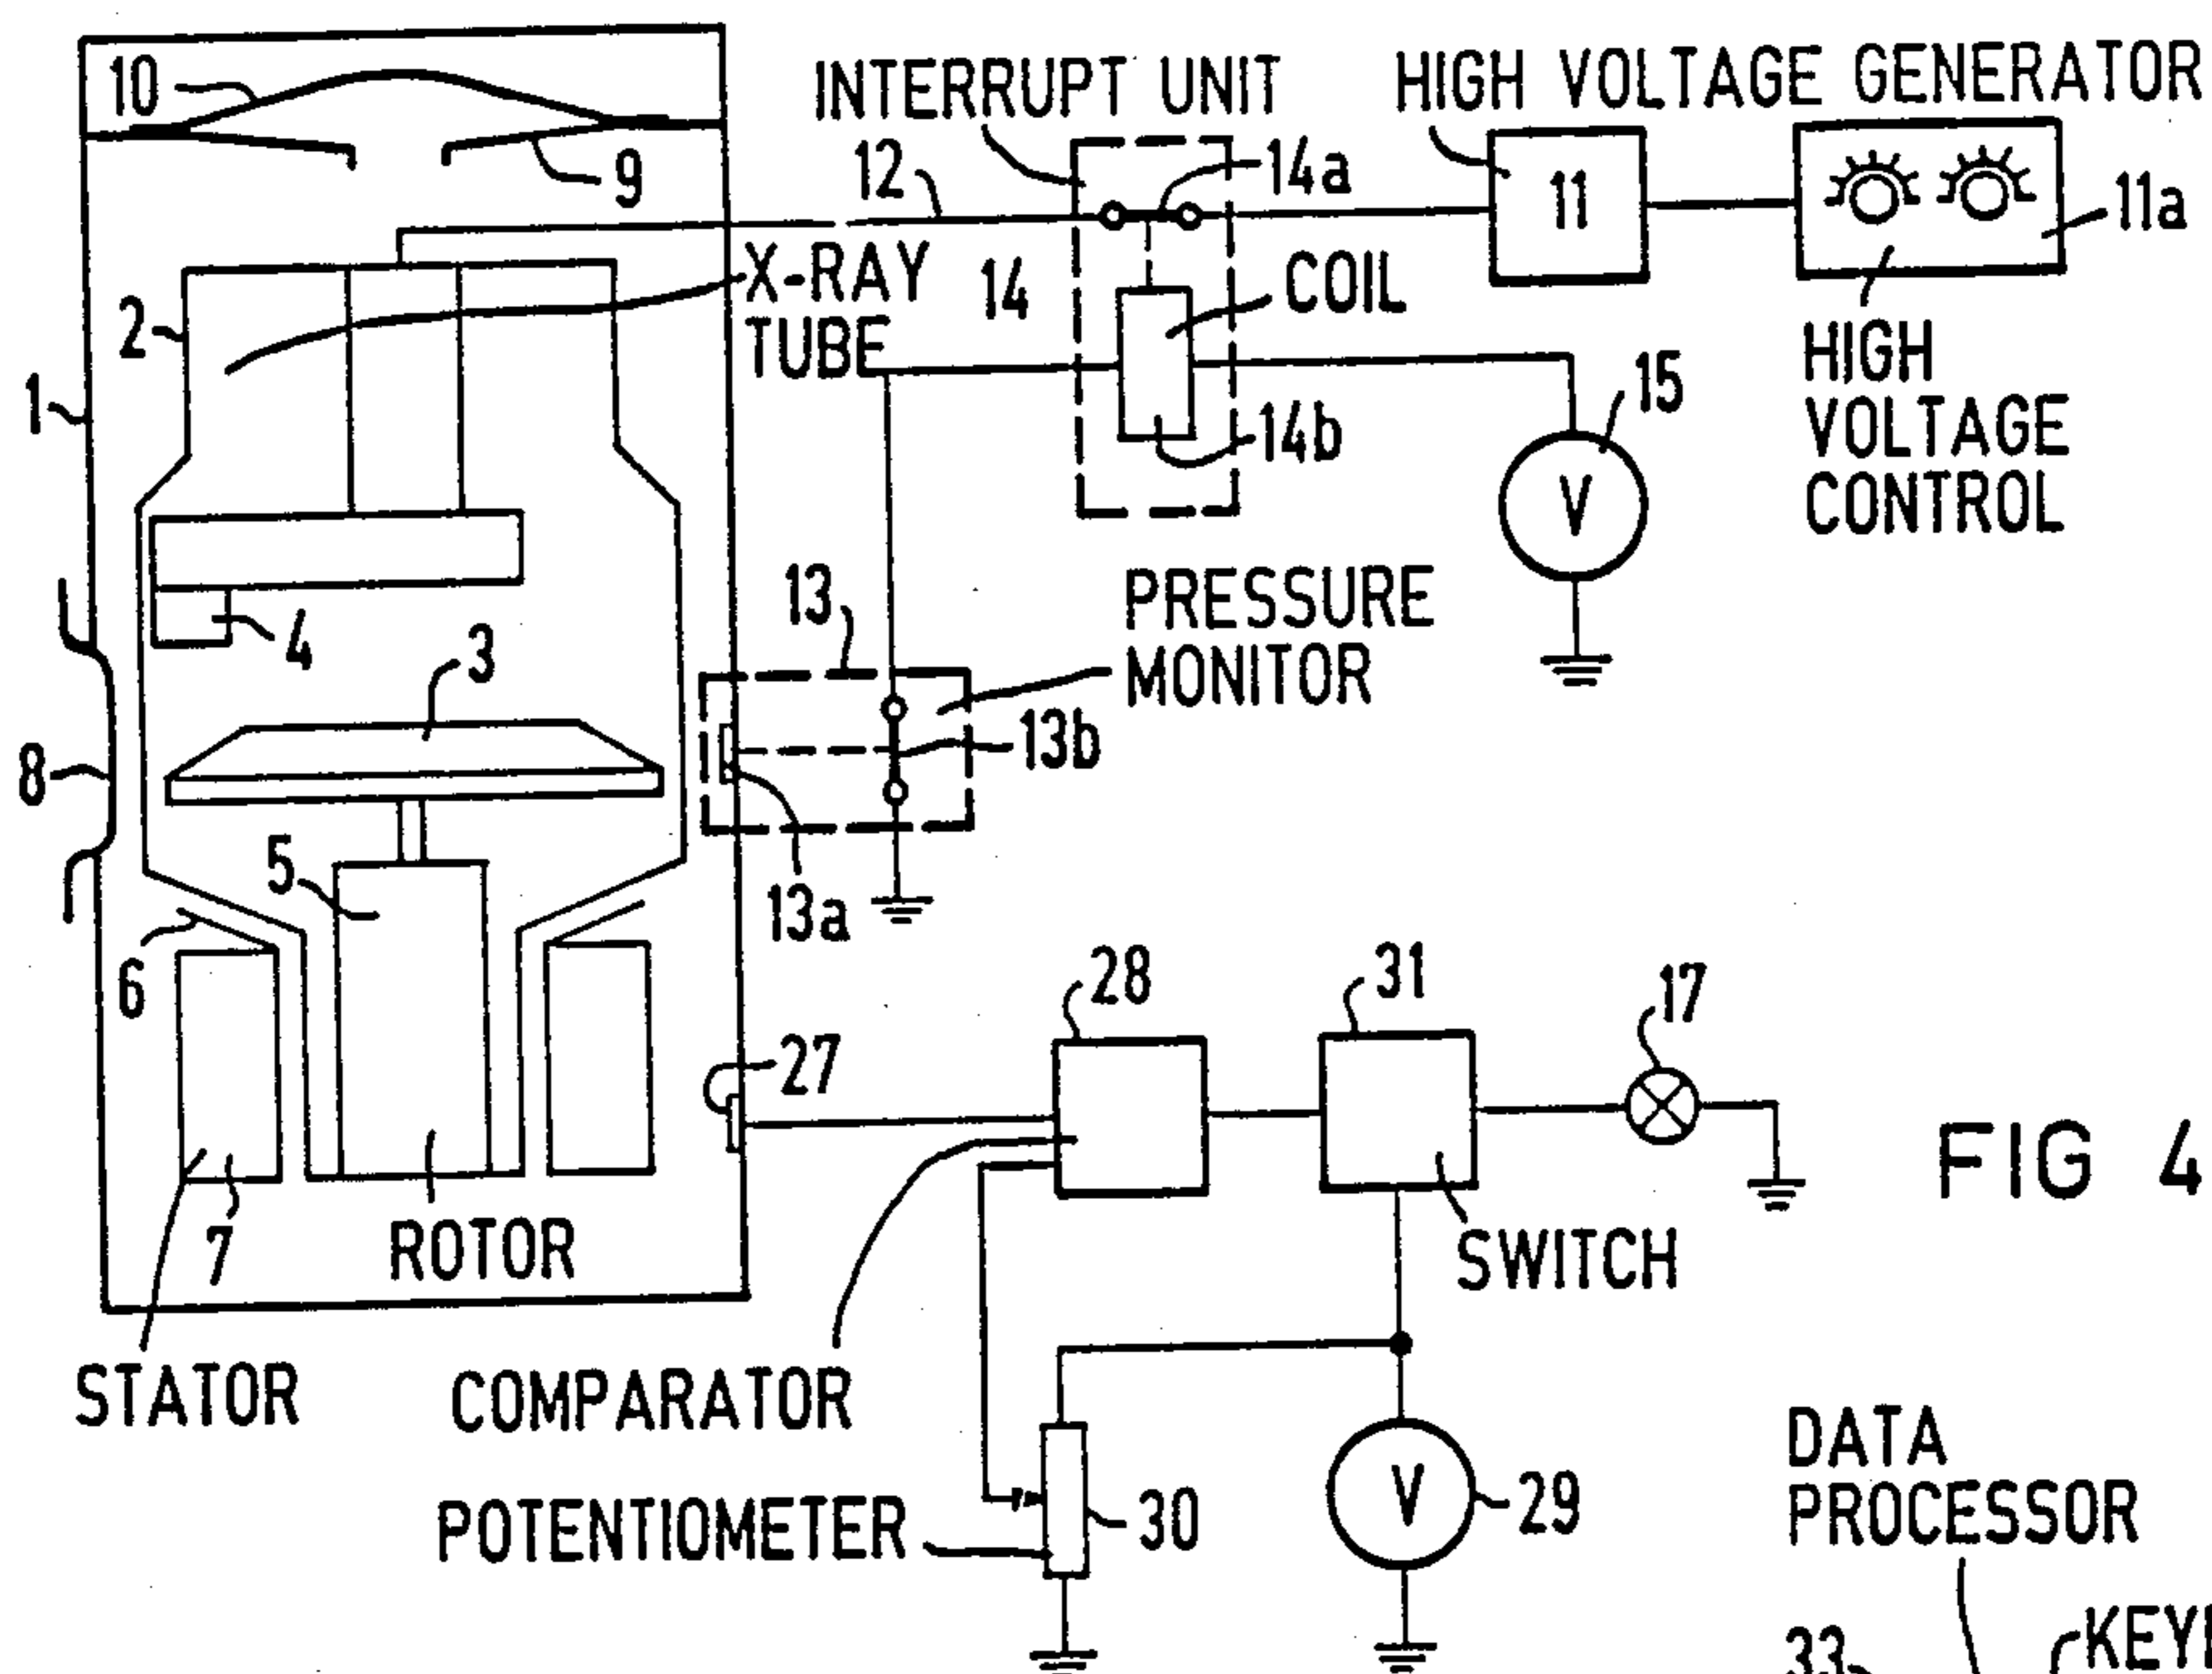 10
INTERRUPT UNIT
HIGH VOLTAGE GENERATOR
9
12
14a
11
11a
2
X-RAY
TUBE
14
COIL
HIGH
VOLTAGE
CONTROL
1
15
14b
V
13
PRESSURE
MONITOR
4
3
13b
8
5
13a
6
28
31
17
27
FIG 4
7
ROTOR
SWITCH
STATOR
COMPARATOR
DATA
PROCESSOR
POTENTIOMETER
30
V
29
33